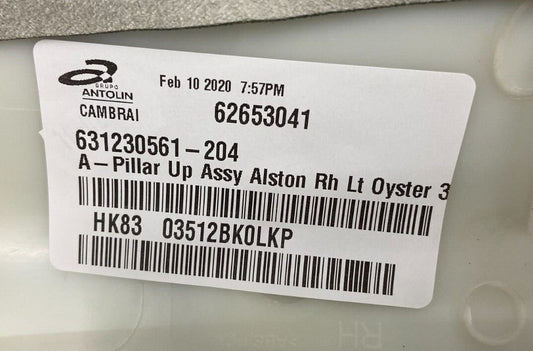 GRUPO
ANTOLIN
CAMBRAI
Feb 10 2020 7:57PM
62653041
631230561-204
A-Pillar Up Assy Alston Rh Lt Oyster 3
HK83 03512BK0LKP
RH